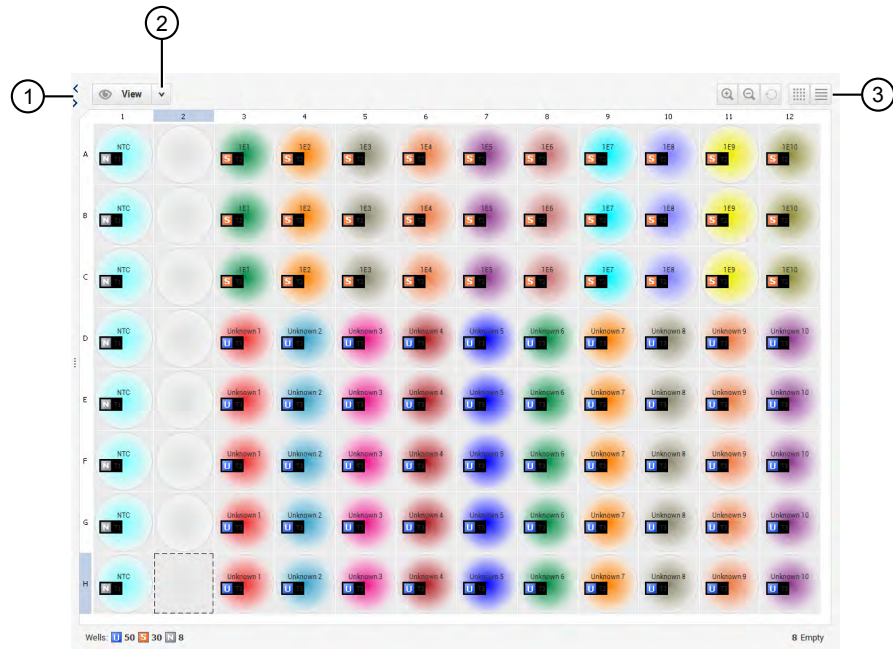 2
1
View
3
1 2 3 4 5 6 7 8 9 10 11 12
A
NTC 1E1 1E2 1E3 1E4 1E5 1E6 1E7 1E8 1E9 1E10
N S S S S S S S S S S
B
NTC 1E1 1E2 1E3 1E4 1E5 1E6 1E7 1E8 1E9 1E10
N S S S S S S S S S S
C
NTC 1E1 1E2 1E3 1E4 1E5 1E6 1E7 1E8 1E9 1E10
N S S S S S S S S S S
D
NTC Unknown 1 Unknown 2 Unknown 3 Unknown 4 Unknown 5 Unknown 6 Unknown 7 Unknown 8 Unknown 9 Unknown 10
N U U U U U U U U U U
E
NTC Unknown 1 Unknown 2 Unknown 3 Unknown 4 Unknown 5 Unknown 6 Unknown 7 Unknown 8 Unknown 9 Unknown 10
N U U U U U U U U U U
F
NTC Unknown 1 Unknown 2 Unknown 3 Unknown 4 Unknown 5 Unknown 6 Unknown 7 Unknown 8 Unknown 9 Unknown 10
N U U U U U U U U U U
G
NTC Unknown 1 Unknown 2 Unknown 3 Unknown 4 Unknown 5 Unknown 6 Unknown 7 Unknown 8 Unknown 9 Unknown 10
N U U U U U U U U U U
H
NTC Unknown 1 Unknown 2 Unknown 3 Unknown 4 Unknown 5 Unknown 6 Unknown 7 Unknown 8 Unknown 9 Unknown 10
N U U U U U U U U U U
Wells: U 50 S 30 N 8 8 Empty